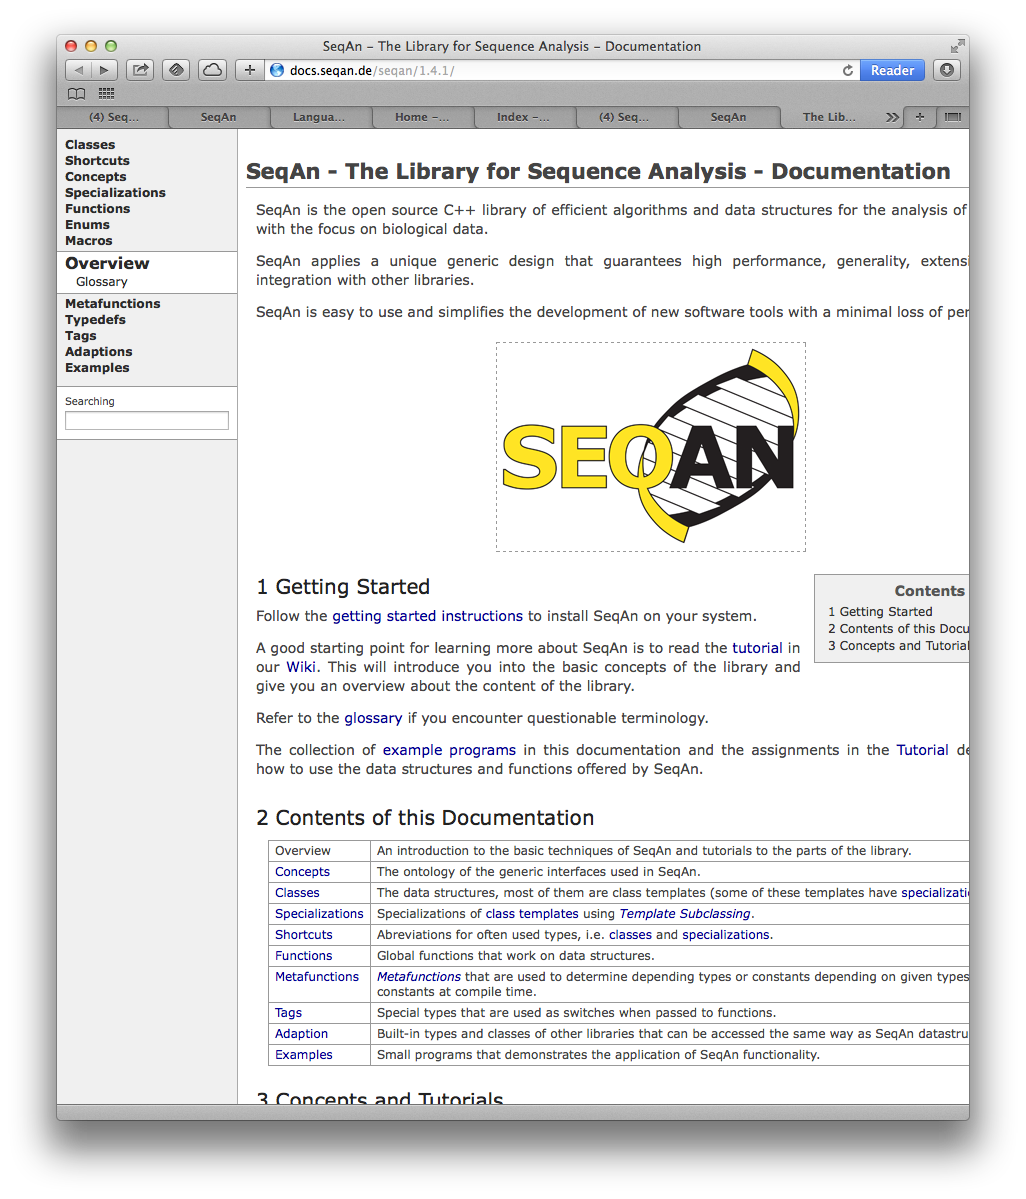 SeqAn – The Library for Sequence Analysis – Documentation
docs.seqan.de/seqan/1.4.1/
Reader
(4) Seq...
SeqAn
Langua...
Home –...
Index –...
(4) Seq...
SeqAn
The Lib...
Classes
Shortcuts
Concepts
Specializations
Functions
Enums
Macros
Overview
Glossary
Metafunctions
Typedefs
Tags
Adaptions
Examples
Searching
SeqAn - The Library for Sequence Analysis - Documentation
SeqAn is the open source C++ library of efficient algorithms and data structures for the analysis of
with the focus on biological data.
SeqAn applies a unique generic design that guarantees high performance, generality, extensi
integration with other libraries.
SeqAn is easy to use and simplifies the development of new software tools with a minimal loss of per
SEQAN
1 Getting Started
Follow the getting started instructions to install SeqAn on your system.
A good starting point for learning more about SeqAn is to read the tutorial in
our Wiki. This will introduce you into the basic concepts of the library and
give you an overview about the content of the library.
Refer to the glossary if you encounter questionable terminology.
The collection of example programs in this documentation and the assignments in the Tutorial de
how to use the data structures and functions offered by SeqAn.
Contents
1 Getting Started
2 Contents of this Docu
3 Concepts and Tutorial
2 Contents of this Documentation
Overview An introduction to the basic techniques of SeqAn and tutorials to the parts of the library.
Concepts The ontology of the generic interfaces used in SeqAn.
Classes The data structures, most of them are class templates (some of these templates have specializati
Specializations Specializations of class templates using Template Subclassing.
Shortcuts Abreviations for often used types, i.e. classes and specializations.
Functions Global functions that work on data structures.
Metafunctions Metafunctions that are used to determine depending types or constants depending on given types
constants at compile time.
Tags Special types that are used as switches when passed to functions.
Adaption Built-in types and classes of other libraries that can be accessed the same way as SeqAn datastru
Examples Small programs that demonstrates the application of SeqAn functionality.
3 Concepts and Tutorials